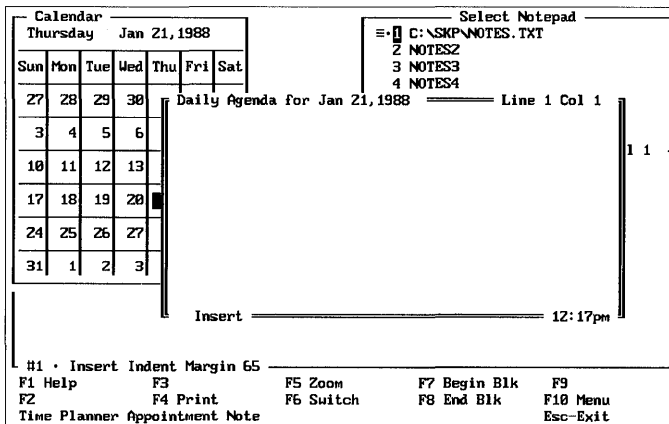 Calendar
Thursday Jan 21,1988
Sun Mon Tue Wed Thu Fri Sat
27 28 29 30
3 4 5 6
10 11 12 13
17 18 19 20
24 25 26 27
31 1 2 3
Select Notepad
≡·1 C:\SKP\NOTES.TXT
2 NOTES2
3 NOTES3
4 NOTES4
Daily Agenda for Jan 21,1988 Line 1 Col 1
l 1
Insert 12:17pm
#1 · Insert Indent Margin 65
F1 Help F3 F5 Zoom F7 Begin Blk F9
F2 F4 Print F6 Switch F8 End Blk F10 Menu
Time Planner Appointment Note Esc-Exit